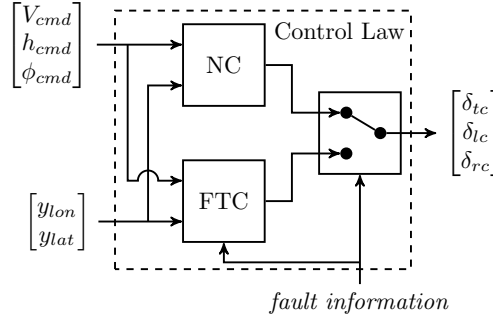 V_cmd
h_cmd
ϕ_cmd
Control Law
NC
δ_tc
δ_lc
δ_rc
FTC
y_lon
y_lat
fault information